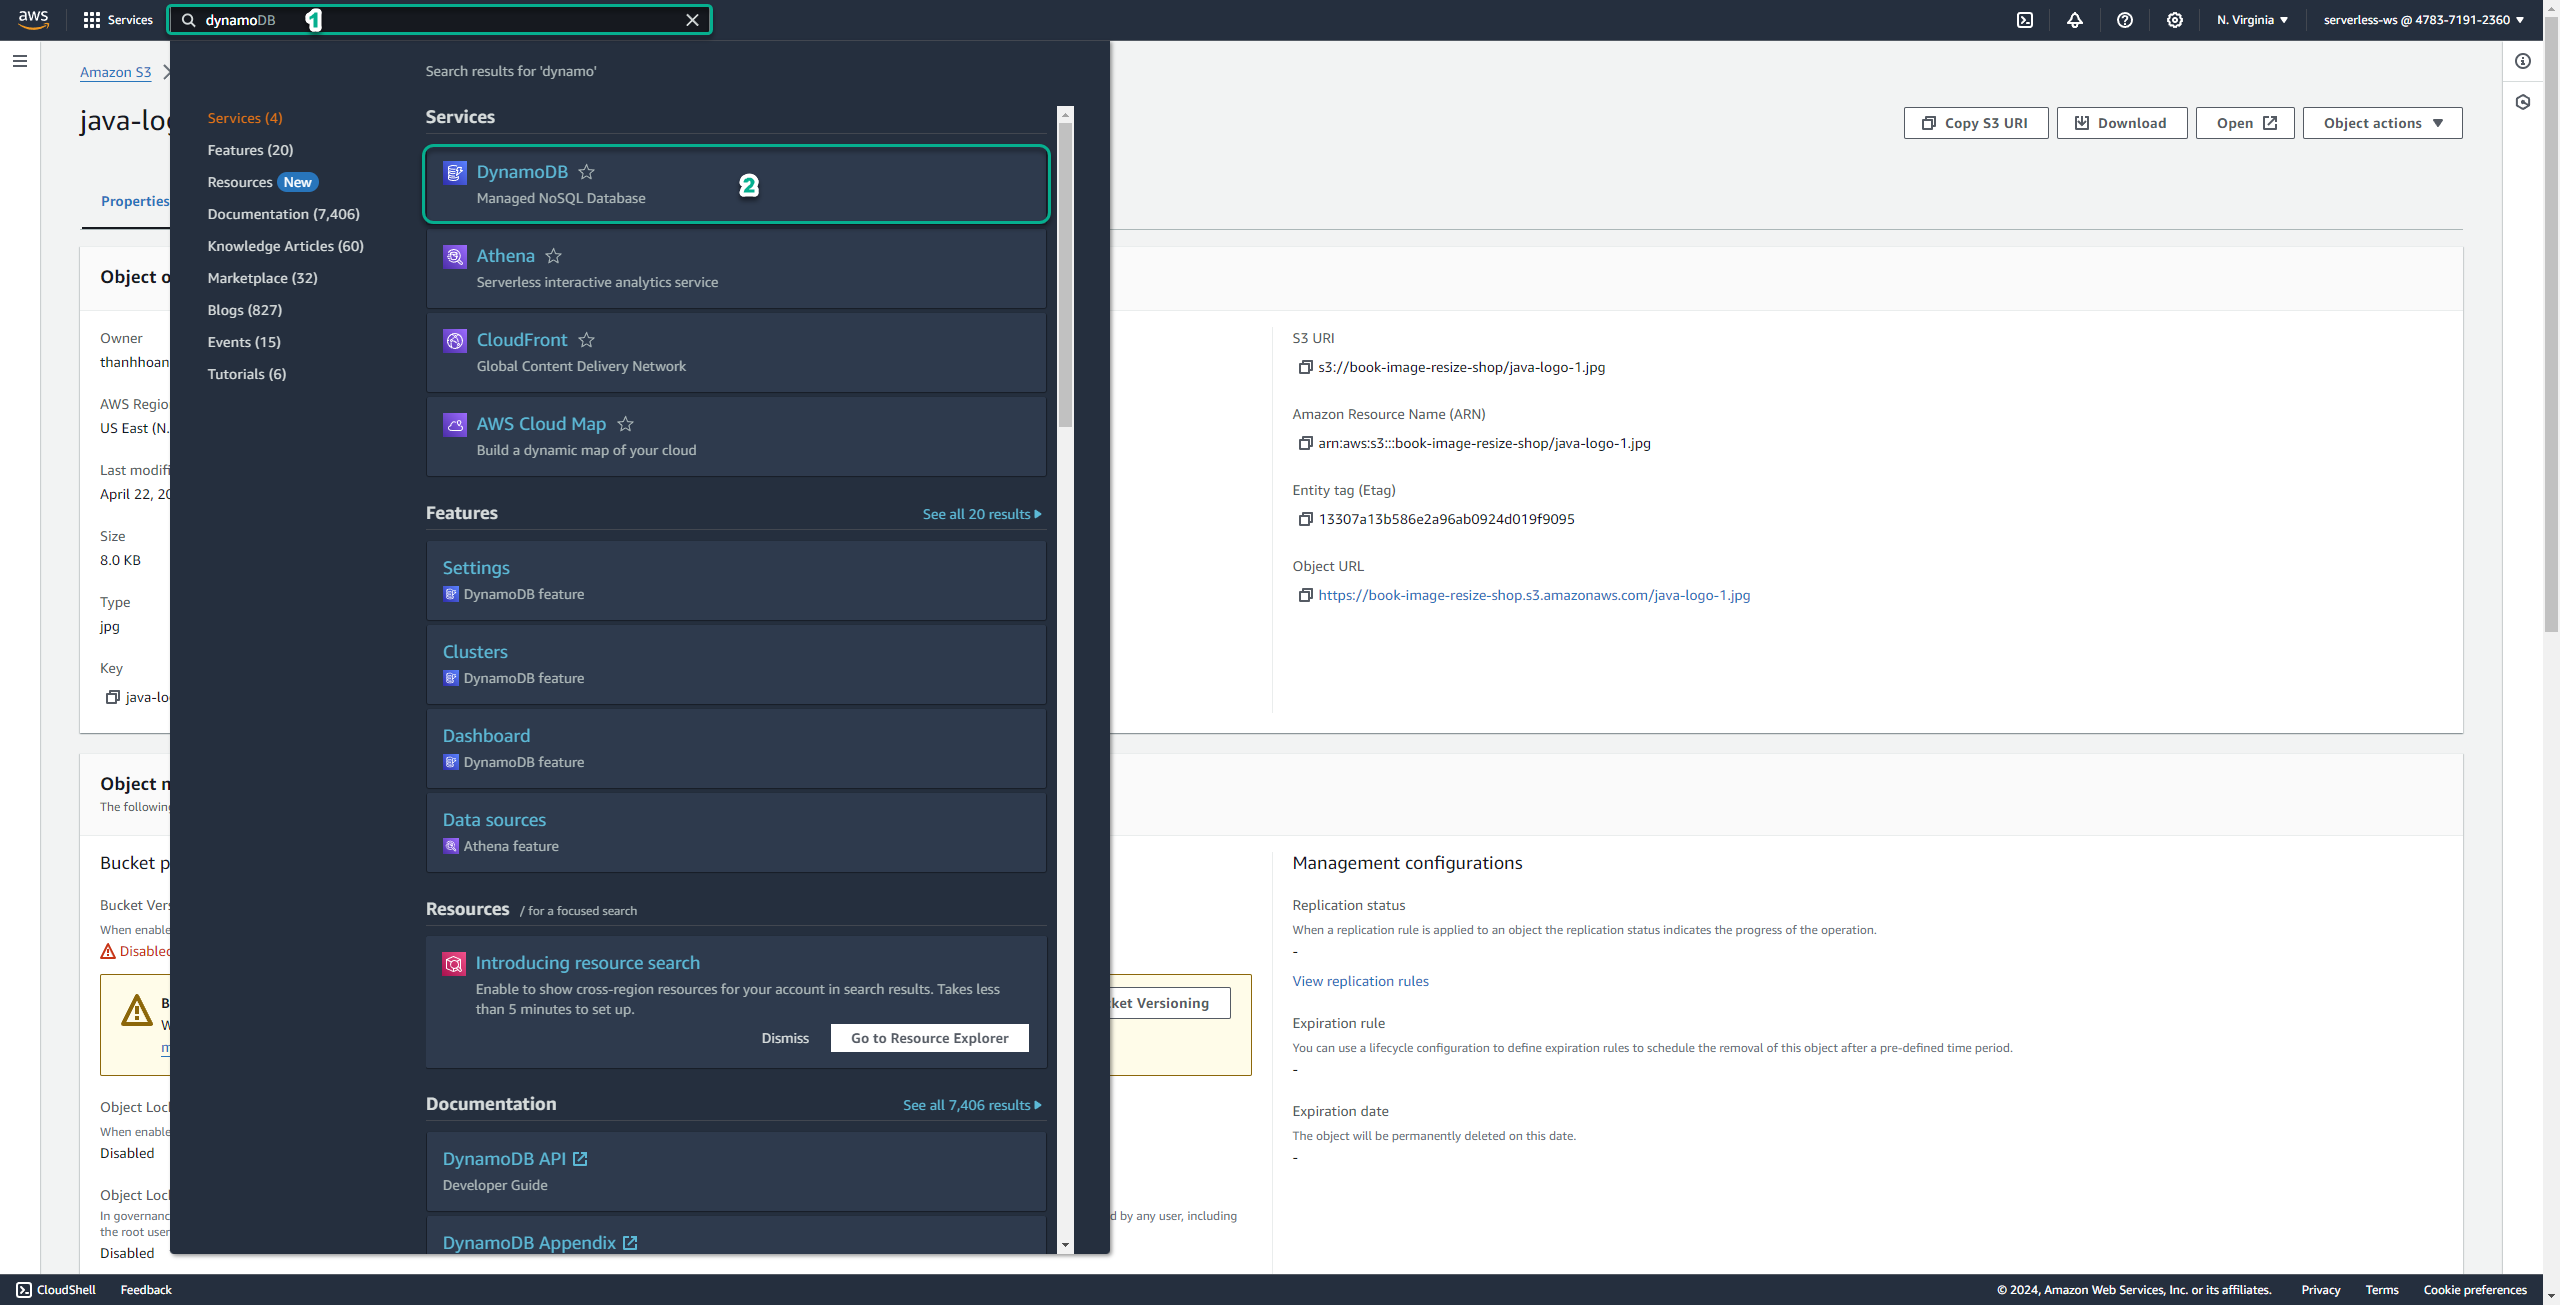 aws
Services
dynamoDB
1
N. Virginia
serverless-ws @ 4783-7191-2360
Amazon S3
java-log
Properties
Search results for 'dynamo'
Services (4)
Features (20)
Resources New
Documentation (7,406)
Knowledge Articles (60)
Marketplace (32)
Blogs (827)
Events (15)
Tutorials (6)
Services
DynamoDB
Managed NoSQL Database
2
Athena
Serverless interactive analytics service
CloudFront
Global Content Delivery Network
AWS Cloud Map
Build a dynamic map of your cloud
Features
See all 20 results
Settings
DynamoDB feature
Clusters
DynamoDB feature
Dashboard
DynamoDB feature
Data sources
Athena feature
Resources / for a focused search
Introducing resource search
Enable to show cross-region resources for your account in search results. Takes less
than 5 minutes to set up.
Dismiss
Go to Resource Explorer
Documentation
See all 7,406 results
DynamoDB API
Developer Guide
DynamoDB Appendix
Copy S3 URI
Download
Open
Object actions
Object o
Owner
thanhhoan
AWS Regio
US East (N.
Last modifi
April 22, 20
Size
8.0 KB
Type
jpg
Key
java-lo
S3 URI
s3://book-image-resize-shop/java-logo-1.jpg
Amazon Resource Name (ARN)
arn:aws:s3:::book-image-resize-shop/java-logo-1.jpg
Entity tag (Etag)
13307a13b586e2a96ab0924d019f9095
Object URL
https://book-image-resize-shop.s3.amazonaws.com/java-logo-1.jpg
Object m
The following
Bucket p
Bucket Vers
When enable
Disabled
B
W
m
cket Versioning
Object Loc
When enable
Disabled
Object Loc
In governanc
d by any user, including
the root user
Disabled
Management configurations
Replication status
When a replication rule is applied to an object the replication status indicates the progress of the operation.
-
View replication rules
Expiration rule
You can use a lifecycle configuration to define expiration rules to schedule the removal of this object after a pre-defined time period.
-
Expiration date
The object will be permanently deleted on this date.
-
CloudShell
Feedback
© 2024, Amazon Web Services, Inc. or its affiliates.
Privacy
Terms
Cookie preferences